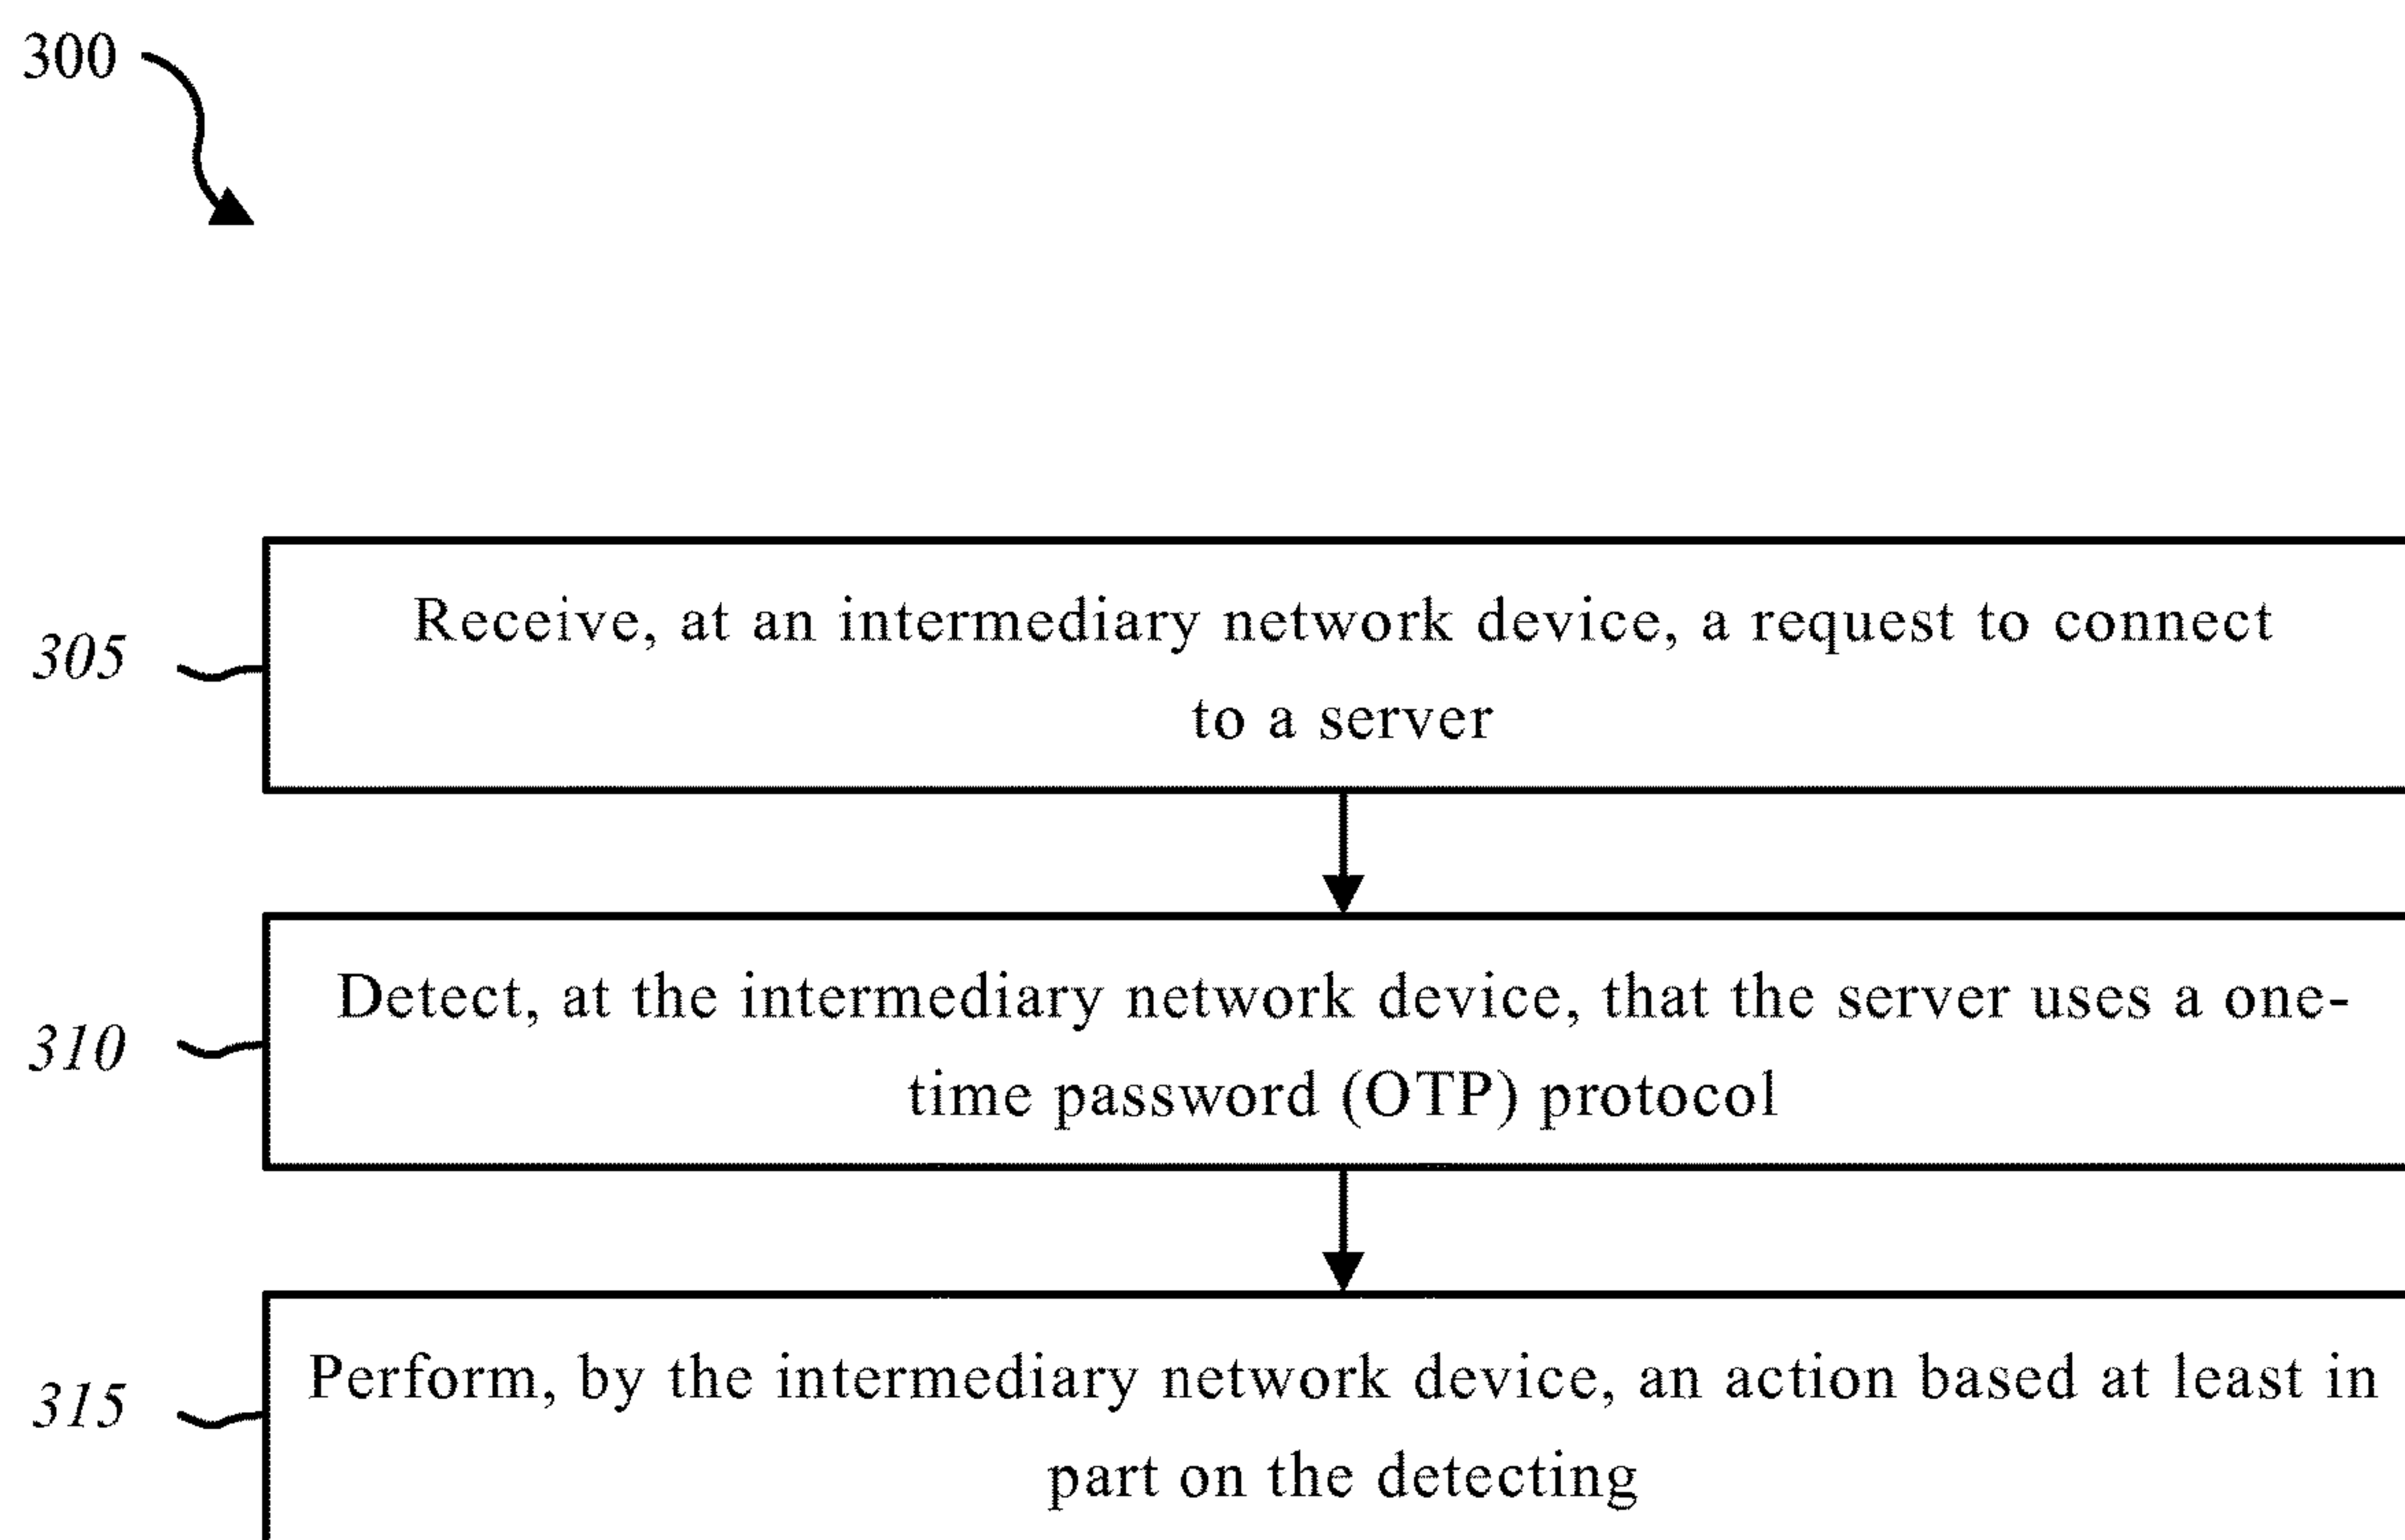 300
305
Receive, at an intermediary network device, a request to connect
to a server
310
Detect, at the intermediary network device, that the server uses a one-
time password (OTP) protocol
315
Perform, by the intermediary network device, an action based at least in
part on the detecting